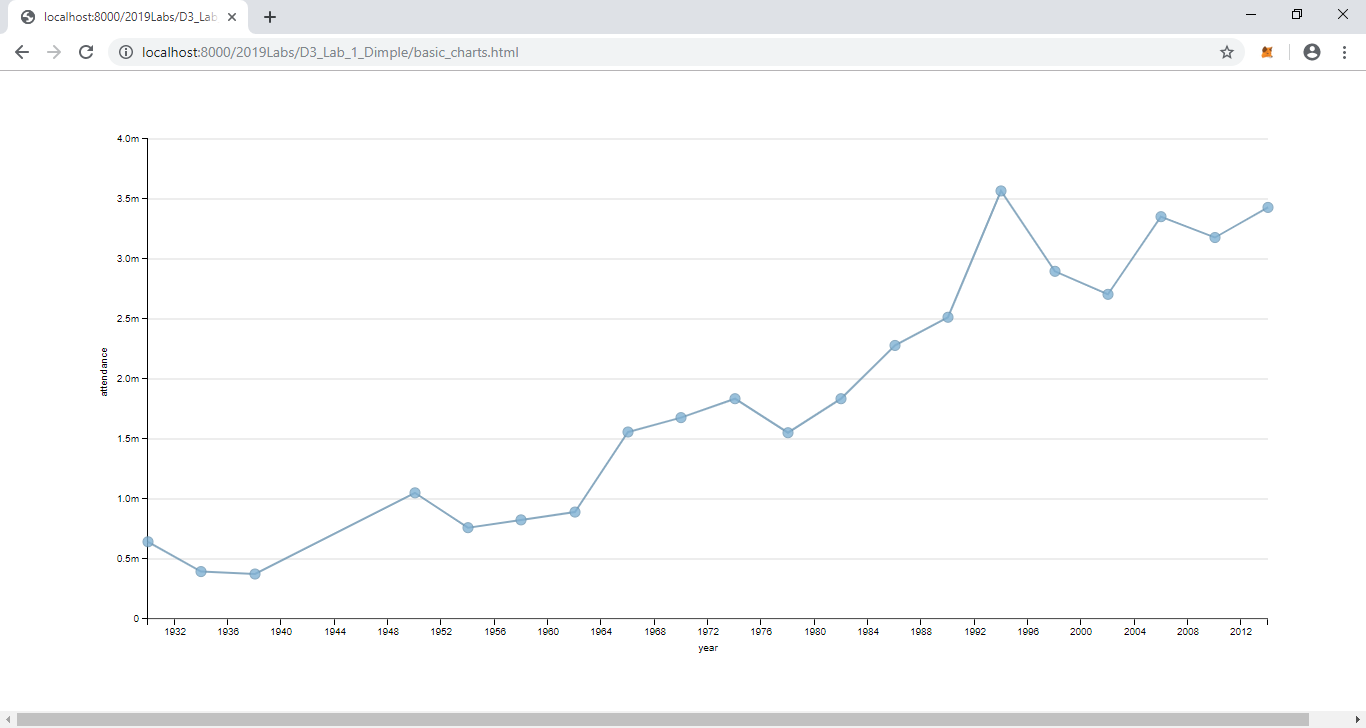 localhost:8000/2019Labs/D3_Lab
localhost:8000/2019Labs/D3_Lab_1_Dimple/basic_charts.html
4.0m
3.5m
3.0m
2.5m
2.0m
attendance
1.5m
1.0m
0.5m
0
1932 1936 1940 1944 1948 1952 1956 1960 1964 1968 1972 1976 1980 1984 1988 1992 1996 2000 2004 2008 2012
year